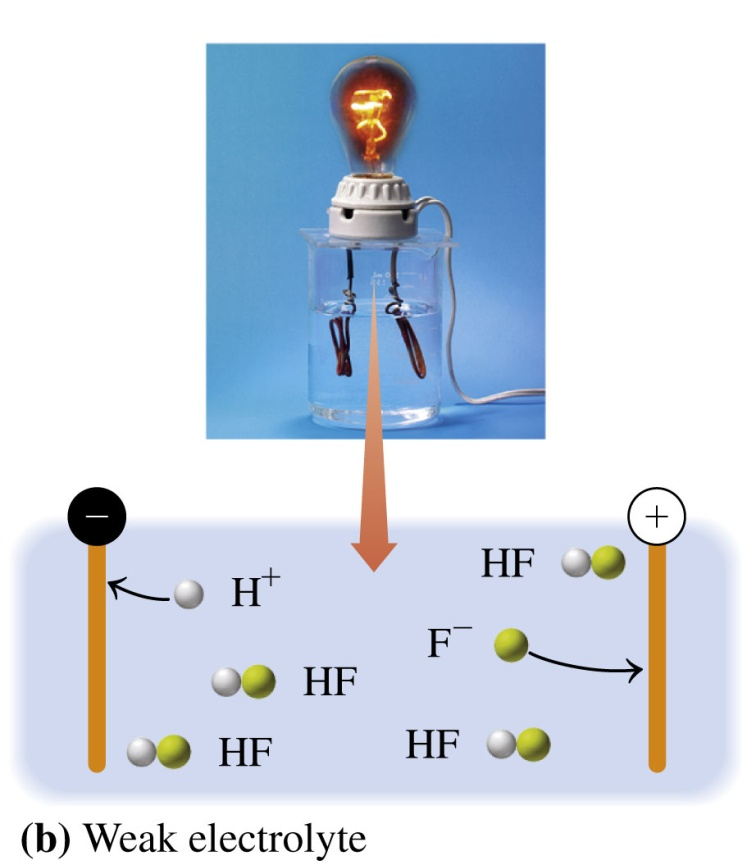 −
+
H⁺
HF
F⁻
HF
HF
HF
(b) Weak electrolyte